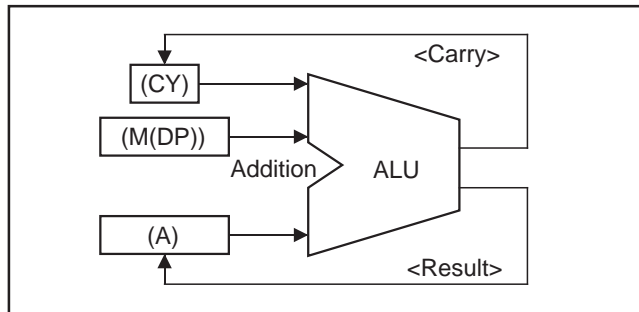 <Carry>
(CY)
(M(DP))
Addition
ALU
(A)
<Result>